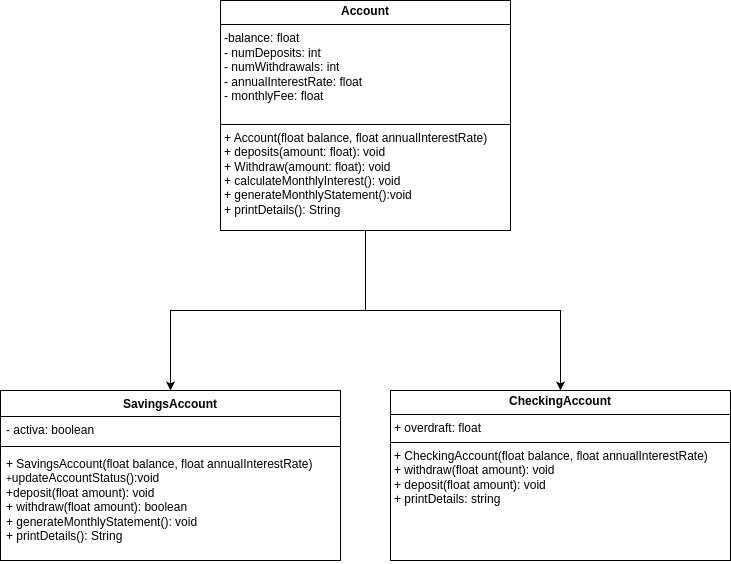 Account
-balance: float
- numDeposits: int
- numWithdrawals: int
- annualInterestRate: float
- monthlyFee: float
+ Account(float balance, float annualInterestRate)
+ deposits(amount: float): void
+ Withdraw(amount: float): void
+ calculateMonthlyInterest(): void
+ generateMonthlyStatement():void
+ printDetails(): String
SavingsAccount
- activa: boolean
+ SavingsAccount(float balance, float annualInterestRate)
+updateAccountStatus():void
+deposit(float amount): void
+ withdraw(float amount): boolean
+ generateMonthlyStatement(): void
+ printDetails(): String
CheckingAccount
+ overdraft: float
+ CheckingAccount(float balance, float annualInterestRate)
+ withdraw(float amount): void
+ deposit(float amount): void
+ printDetails: string